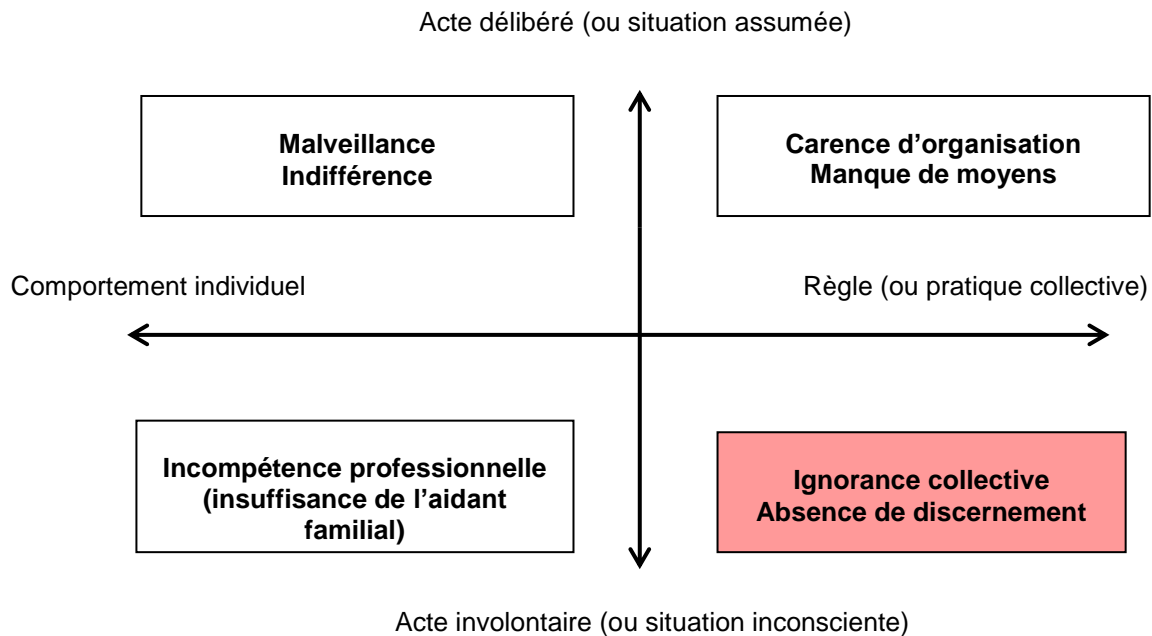 Acte délibéré (ou situation assumée)
Malveillance
Indifférence
Carence d’organisation
Manque de moyens
Comportement individuel
Règle (ou pratique collective)
Incompétence professionnelle
(insuffisance de l’aidant
familial)
Ignorance collective
Absence de discernement
Acte involontaire (ou situation inconsciente)